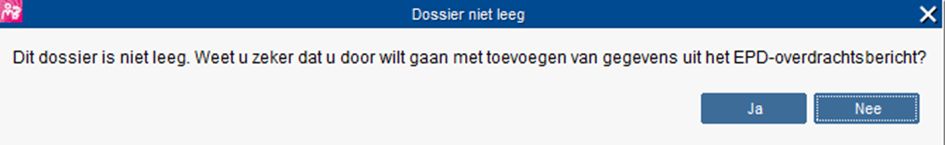 Dossier niet leeg
Dit dossier is niet leeg. Weet u zeker dat u door wilt gaan met toevoegen van gegevens uit het EPD-overdrachtsbericht?
Ja Nee